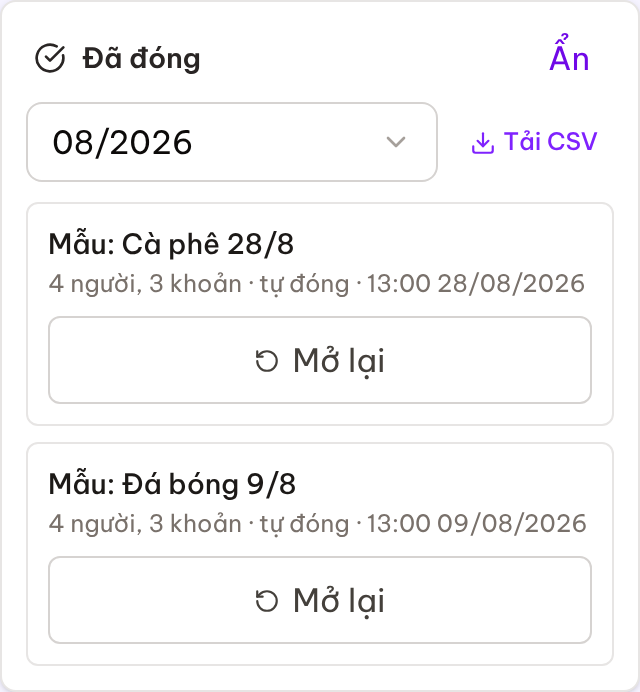 Đã đóng
Ẩn
08/2026
Tải CSV
Mẫu: Cà phê 28/8
4 người, 3 khoản · tự đóng · 13:00 28/08/2026
Mở lại
Mẫu: Đá bóng 9/8
4 người, 3 khoản · tự đóng · 13:00 09/08/2026
Mở lại